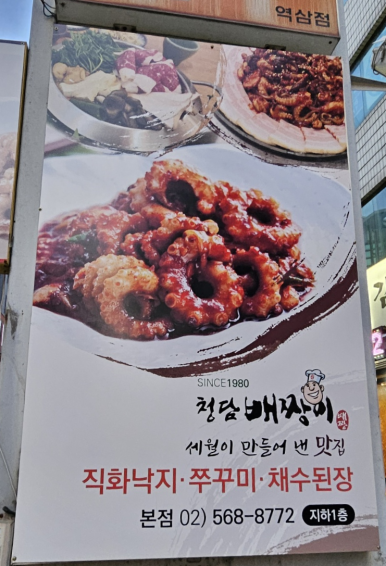 역삼점
SINCE1980
청담 배짱이
세월이 만들어 낸 맛집
직화낙지·쭈꾸미·채수된장
본점 02) 568-8772 지하1층